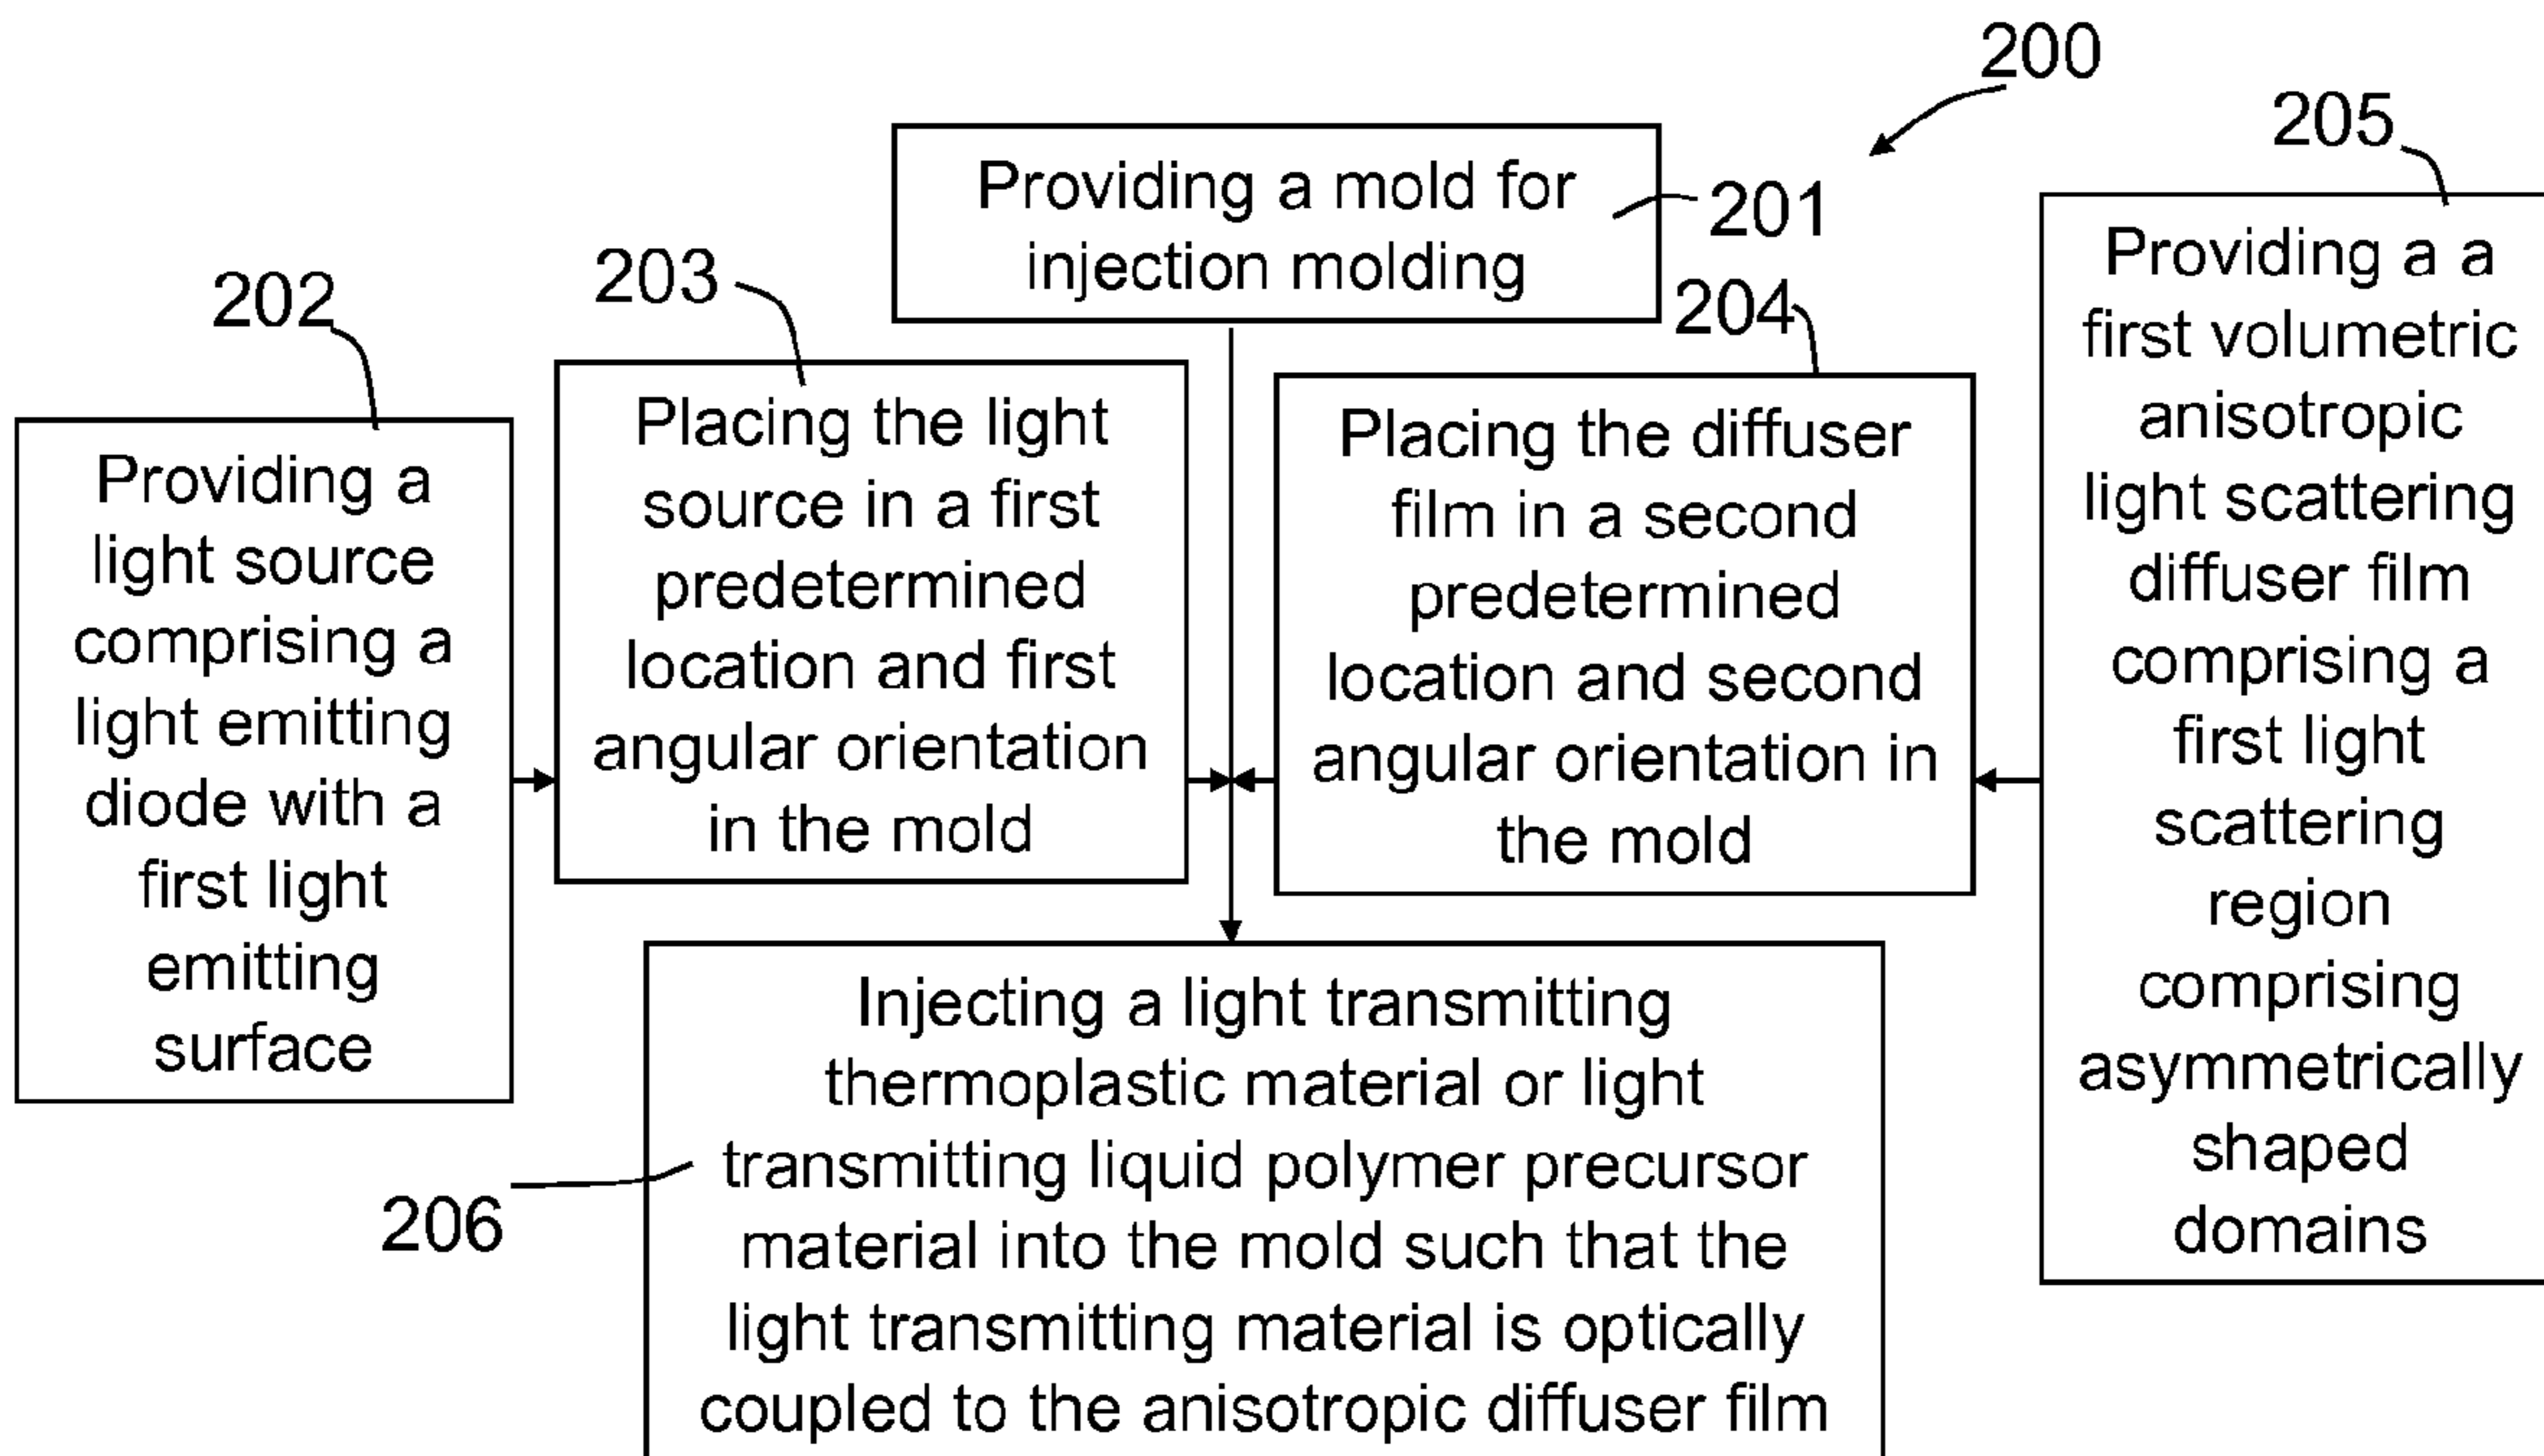 200
Providing a mold for
injection molding
201
202
Providing a
light source
comprising a
light emitting
diode with a
first light
emitting
surface
203
Placing the light
source in a first
predetermined
location and first
angular orientation
in the mold
204
Placing the diffuser
film in a second
predetermined
location and second
angular orientation in
the mold
205
Providing a a
first volumetric
anisotropic
light scattering
diffuser film
comprising a
first light
scattering
region
comprising
asymmetrically
shaped
domains
206
Injecting a light transmitting
thermoplastic material or light
transmitting liquid polymer precursor
material into the mold such that the
light transmitting material is optically
coupled to the anisotropic diffuser film